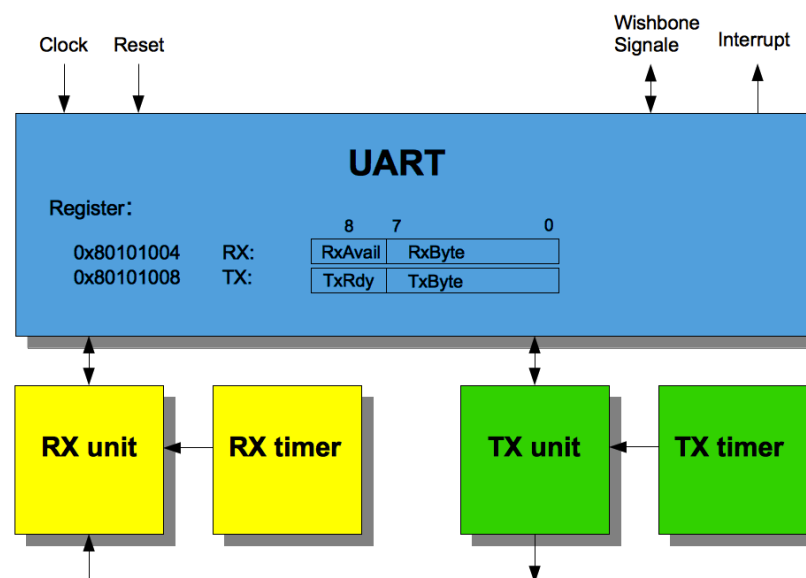 Clock Reset Wishbone Signale Interrupt
UART
Register:
8 7 0
0x80101004 RX: RxAvail RxByte
0x80101008 TX: TxRdy TxByte
RX unit RX timer TX unit TX timer